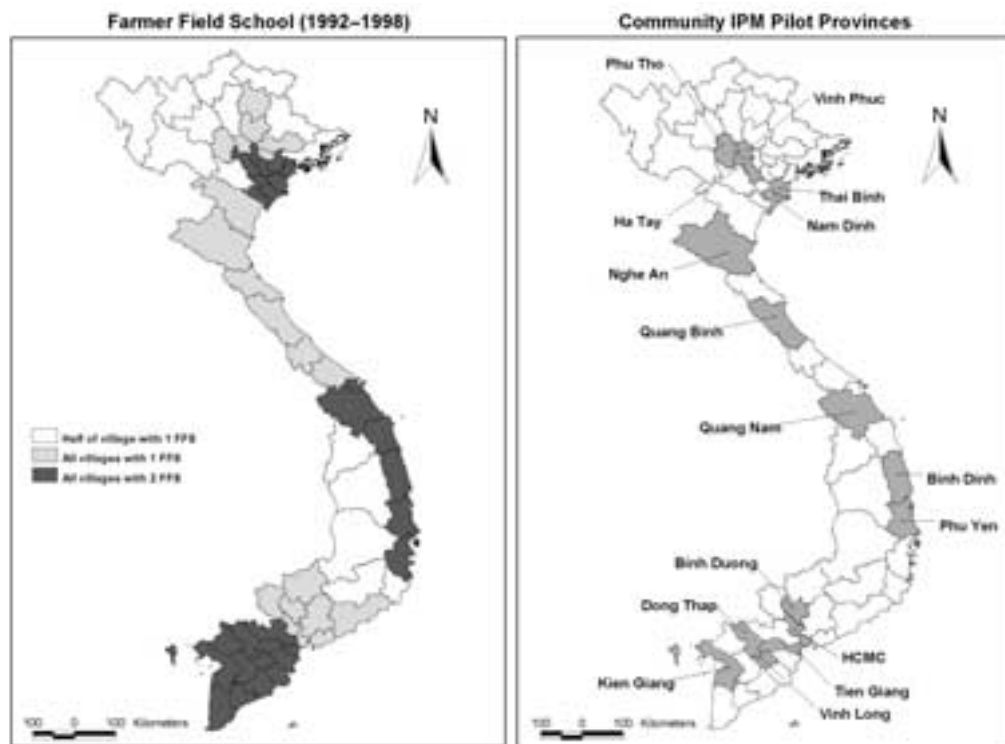 Farmer Field School (1992–1998)
N
Half of village with 1 FFS
All villages with 1 FFS
All villages with 2 FFS
100 0 100 Kilometers
Community IPM Pilot Provinces
Phu Tho
Vinh Phuc
N
Thai Binh
Ha Tay
Nam Dinh
Nghe An
Quang Binh
Quang Nam
Binh Dinh
Phu Yen
Binh Duong
Dong Thap
HCMC
Kien Giang
Tien Giang
Vinh Long
100 0 100 Kilometers